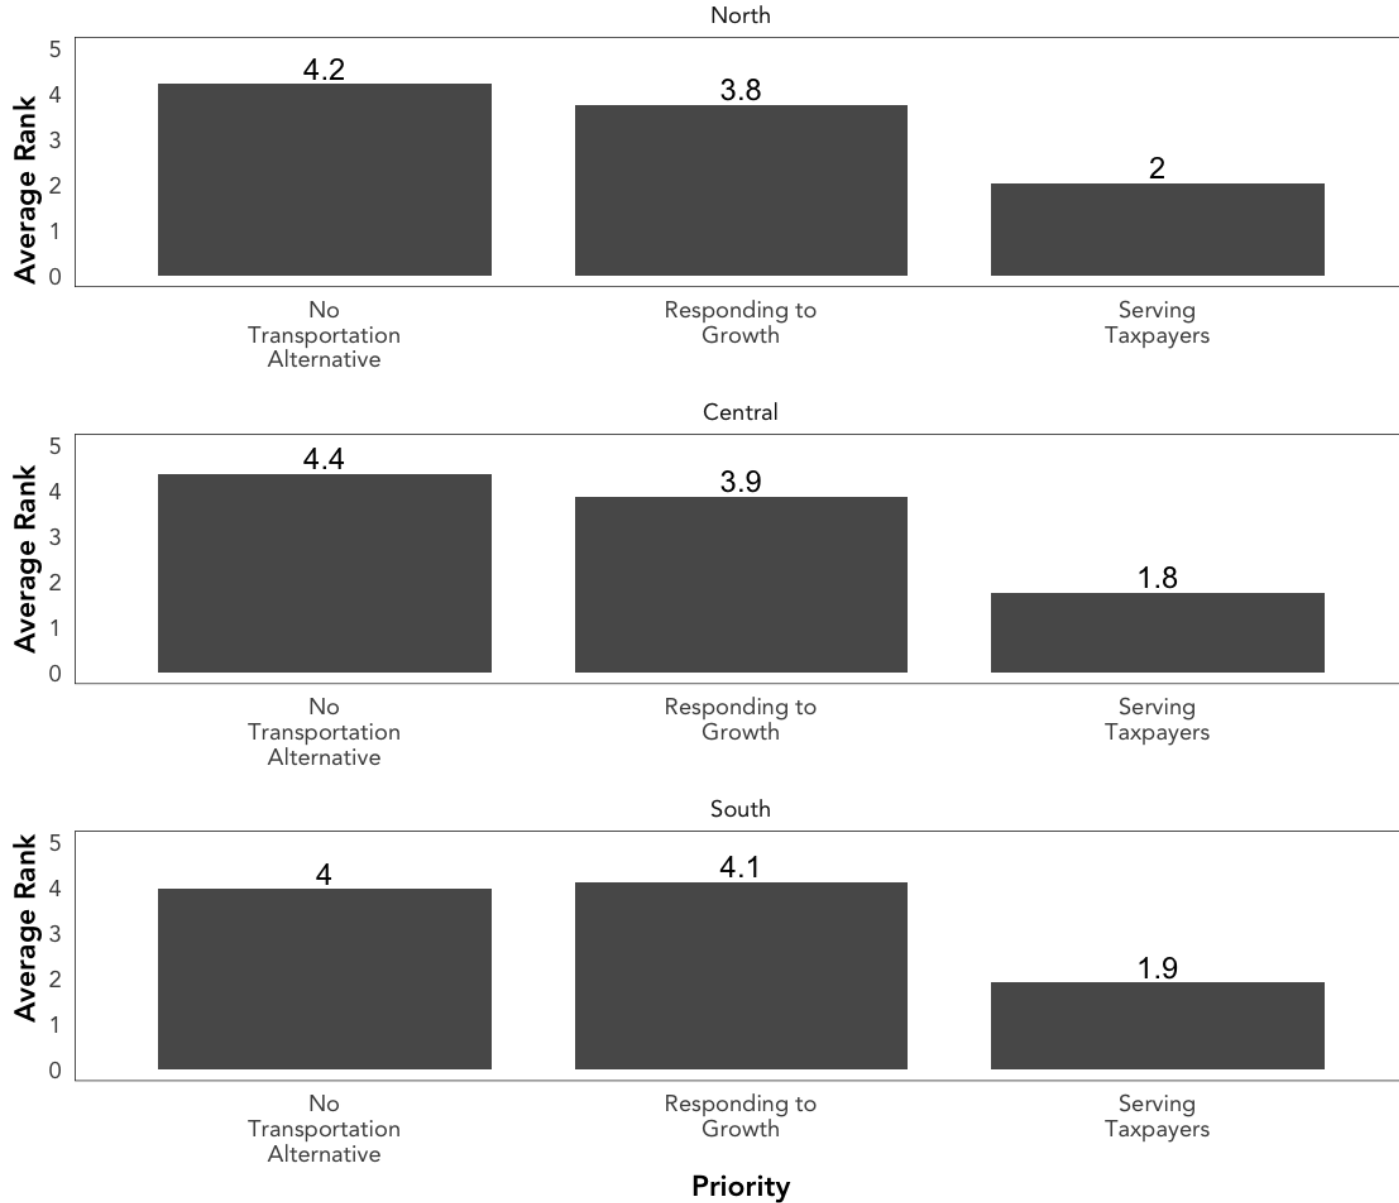 North
5
4
3
2
1
0
Average Rank
4.2
3.8
2
No
Transportation
Alternative
Responding to
Growth
Serving
Taxpayers
Central
5
4
3
2
1
0
Average Rank
4.4
3.9
1.8
No
Transportation
Alternative
Responding to
Growth
Serving
Taxpayers
South
5
4
3
2
1
0
Average Rank
4
4.1
1.9
No
Transportation
Alternative
Responding to
Growth
Serving
Taxpayers
Priority